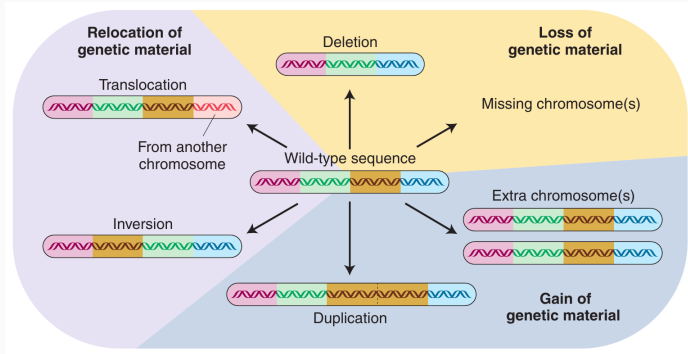 Relocation of
genetic material
Deletion
Loss of
genetic material
Translocation
Missing chromosome(s)
From another
chromosome
Wild-type sequence
Extra chromosome(s)
Inversion
Duplication
Gain of
genetic material